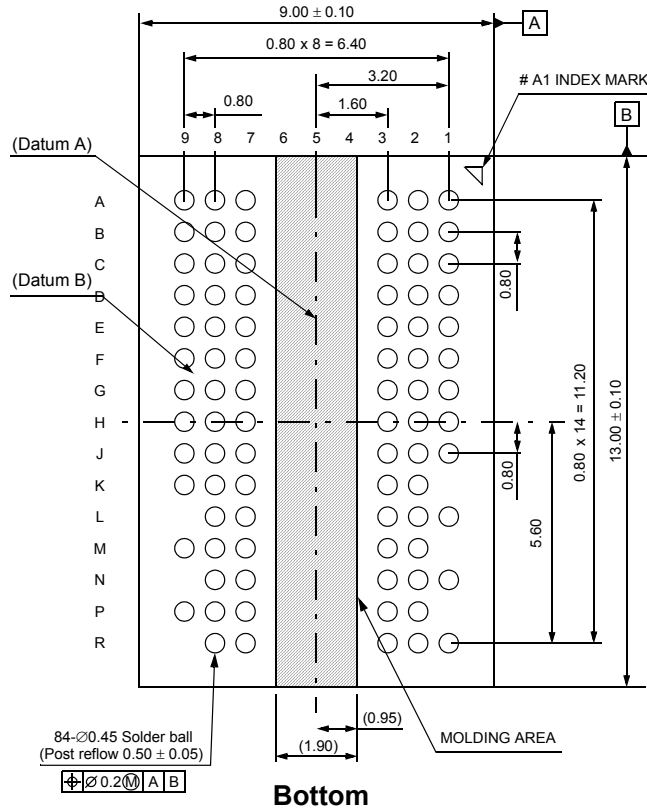 9.00 ± 0.10
A
0.80 x 8 = 6.40
3.20
# A1 INDEX MARK
0.80
1.60
B
9 8 7 6 5 4 3 2 1
(Datum A)
A
B
C
(Datum B)
D
E
F
G
H
J
K
L
M
N
P
R
0.80
0.80
5.60
0.80 x 14 = 11.20
13.00 ± 0.10
(0.95)
84-∅0.45 Solder ball
(Post reflow 0.50 ± 0.05)
(1.90)
MOLDING AREA
⌖ ∅ 0.2 Ⓜ A B
Bottom